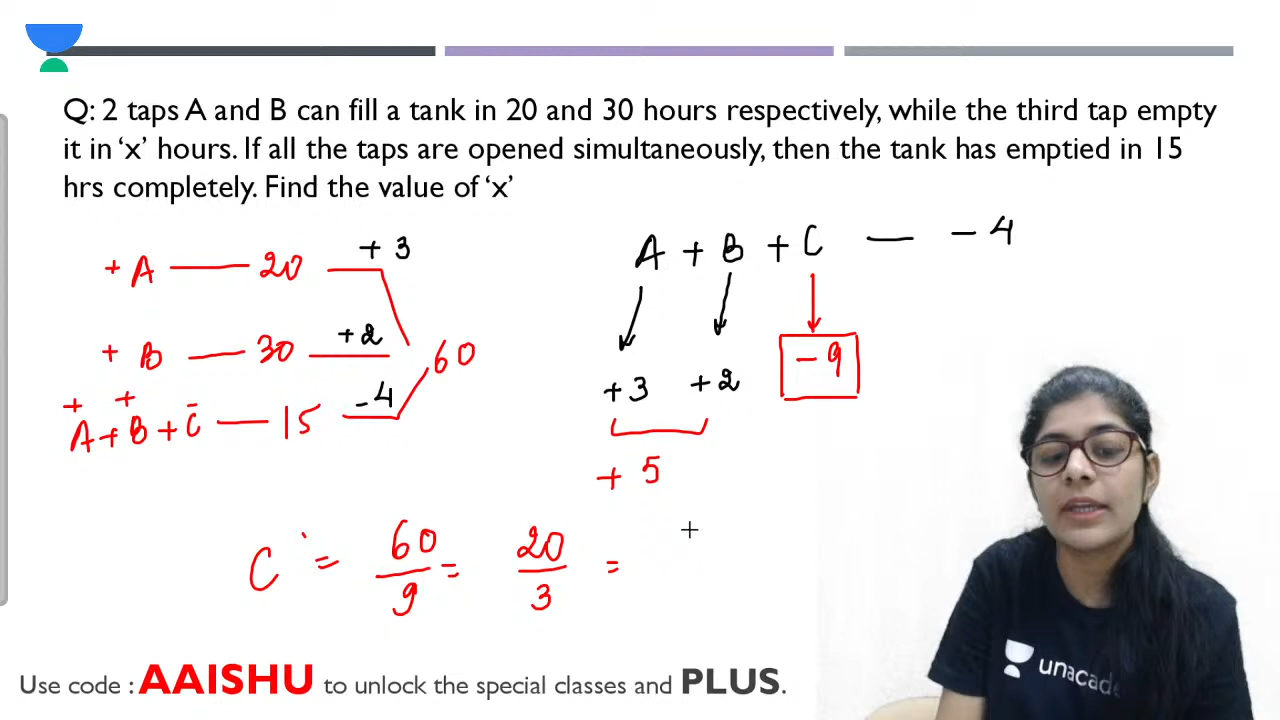 Q: 2 taps A and B can fill a tank in 20 and 30 hours respectively, while the third tap empty
it in ‘x’ hours. If all the taps are opened simultaneously, then the tank has emptied in 15
hrs completely. Find the value of ‘x’
+ A — 20 + 3
+ B — 30 +2 60
+ + -
A + B + C — 15 -4
A + B + C — - 4
+3 +2 - 9
+ 5
C = 60/9 = 20/3 =
+
unacade
Use code : AAISHU to unlock the special classes and PLUS.